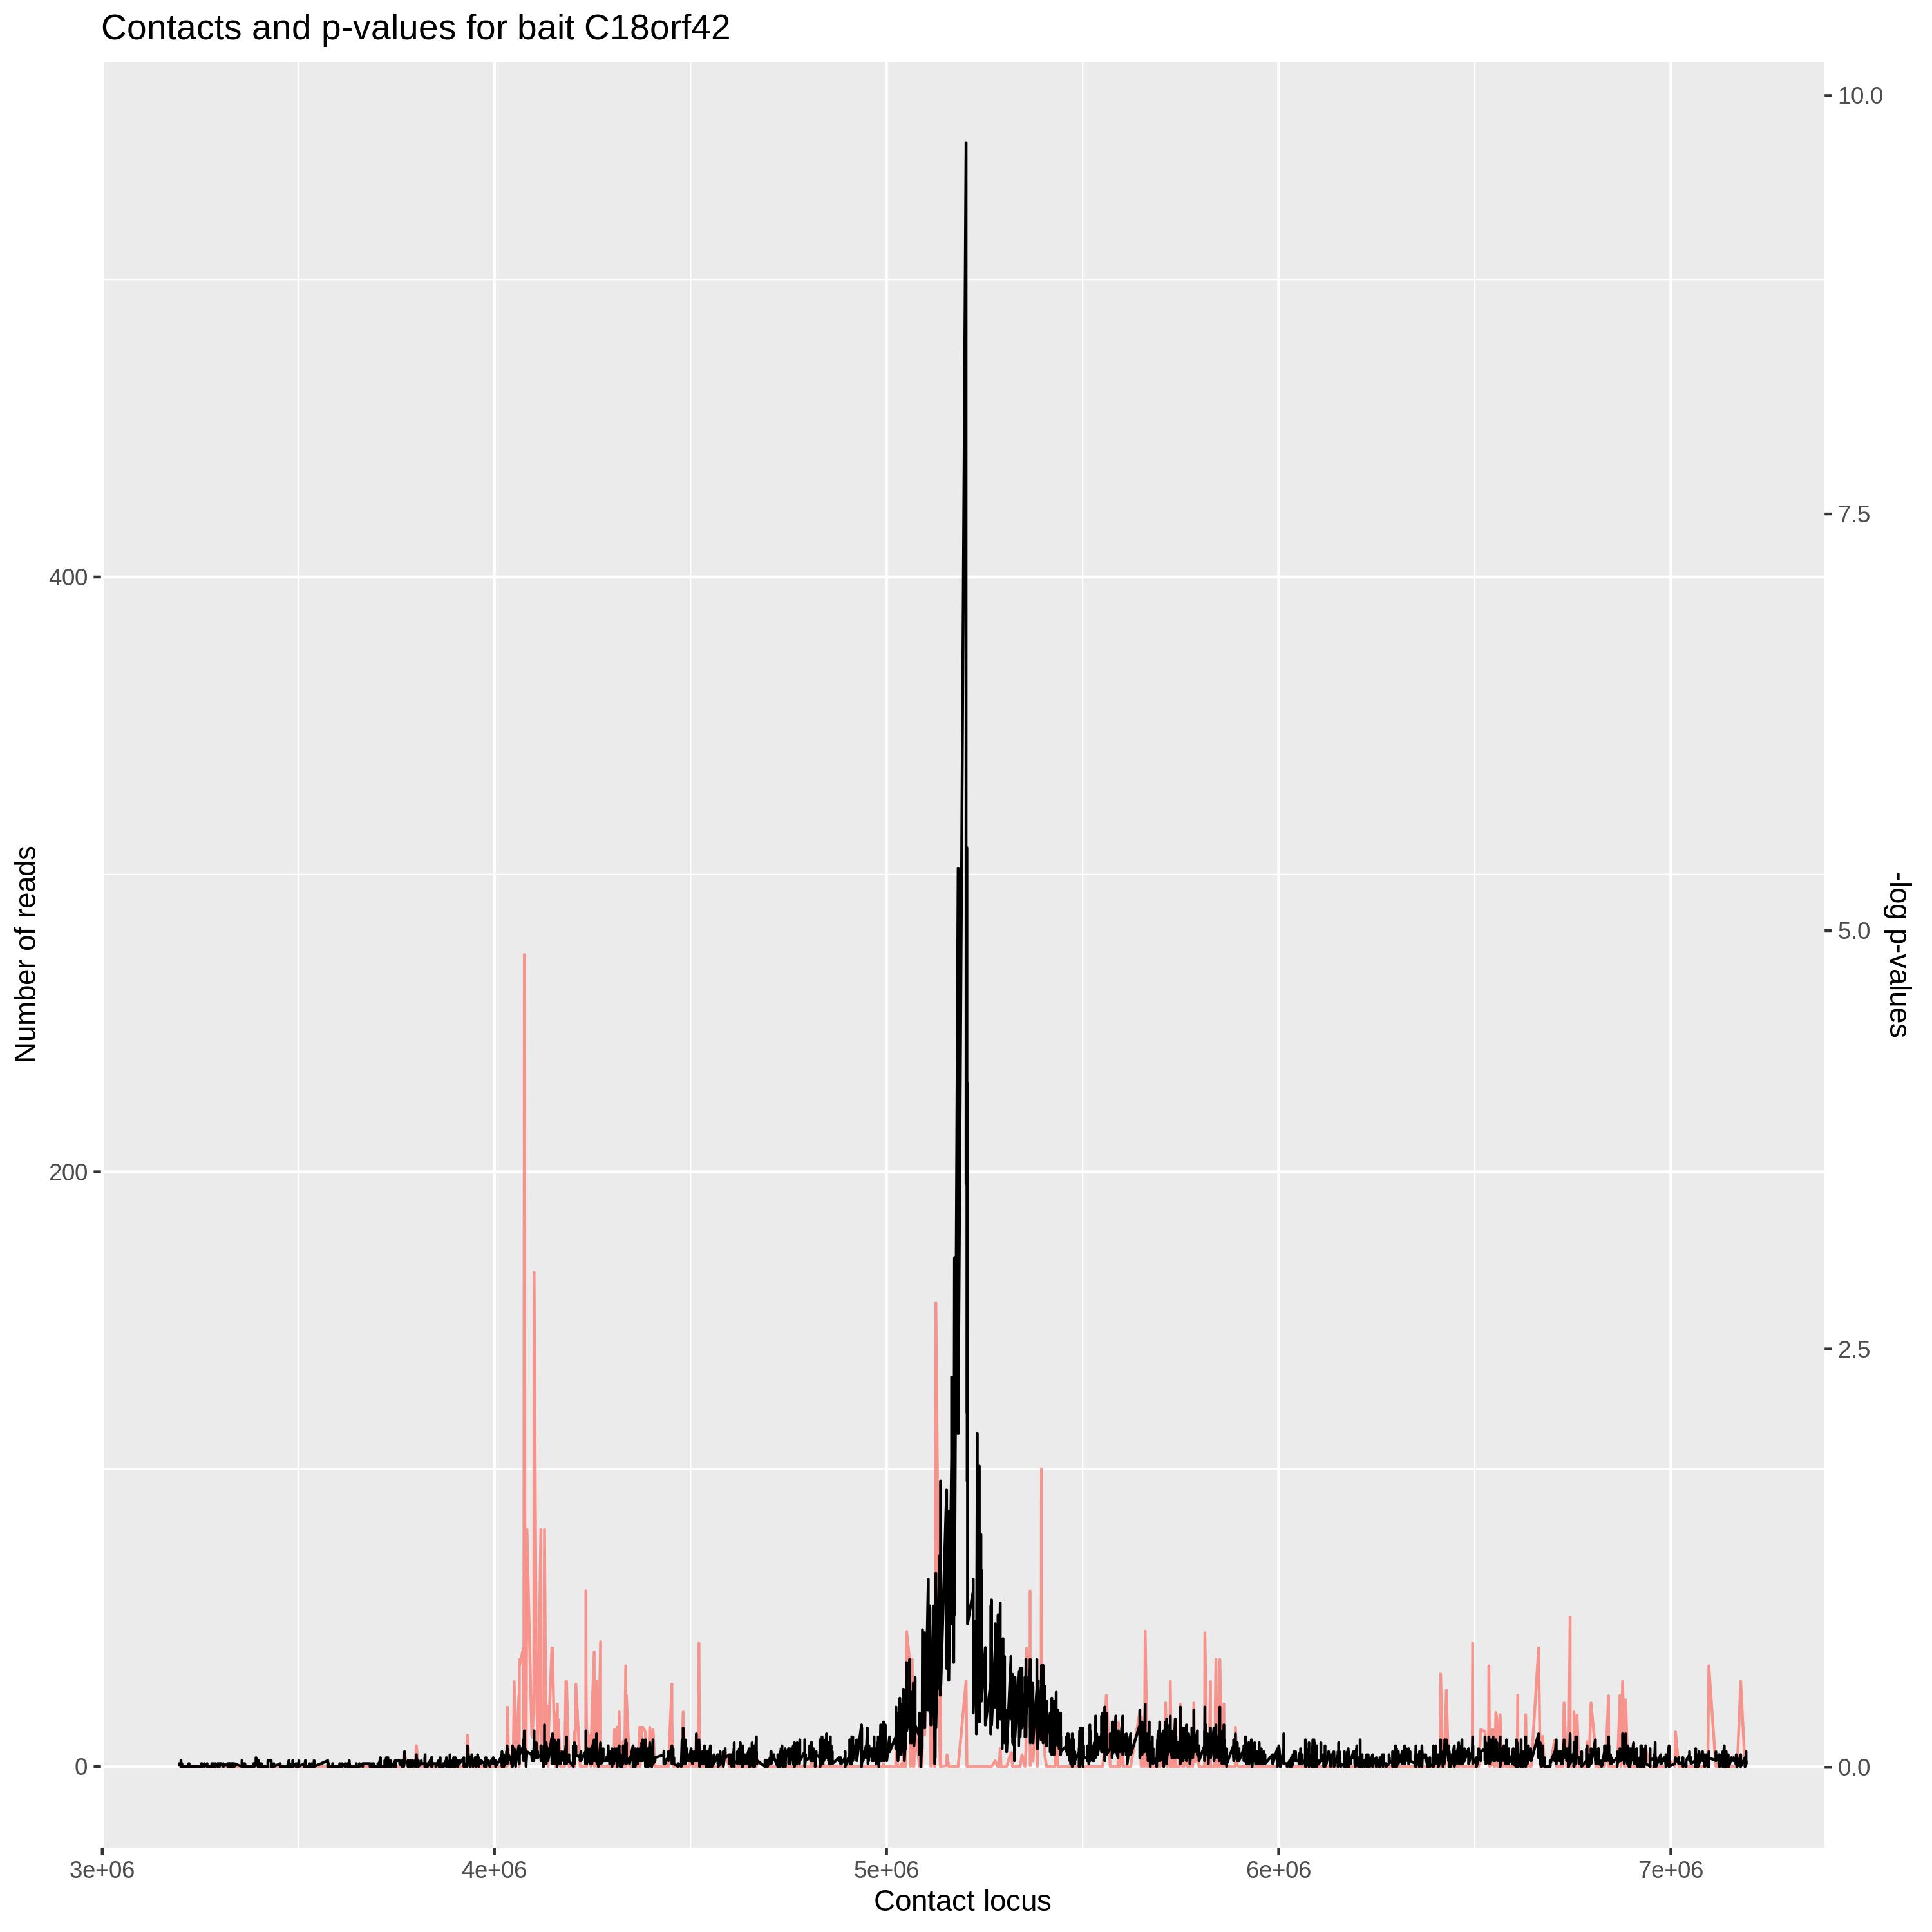 Contacts and p-values for bait C18orf42
10.0
7.5
400
5.0
Number of reads
-log p-values
200
2.5
0
0.0
3e+06
4e+06
5e+06
6e+06
7e+06
Contact locus